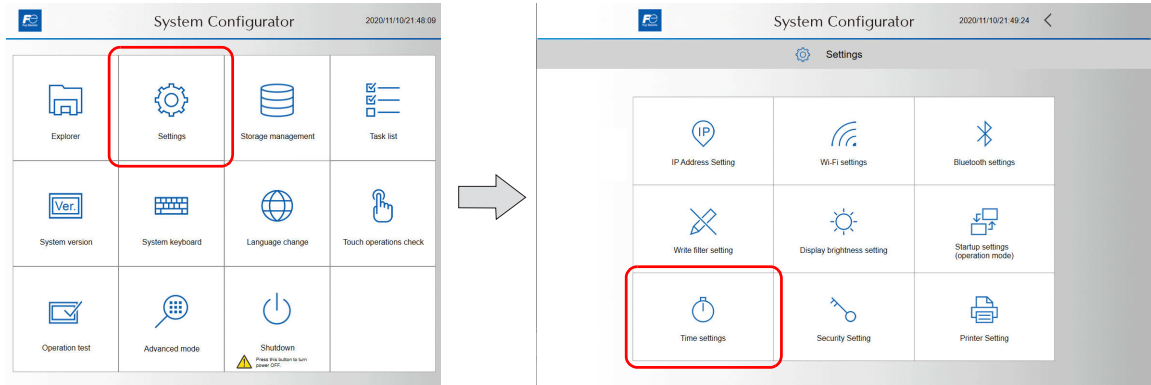 System Configurator
2020/11/10/21:48:09
Explorer
Settings
Storage management
Task list
Ver.
System version
System keyboard
Language change
Touch operations check
Operation test
Advanced mode
Shutdown
Press this button to turn
power OFF.
System Configurator
2020/11/10/21:49:24
Settings
IP
IP Address Setting
Wi-Fi settings
Bluetooth settings
Write filter setting
Display brightness setting
Startup settings
(operation mode)
Time settings
Security Setting
Printer Setting